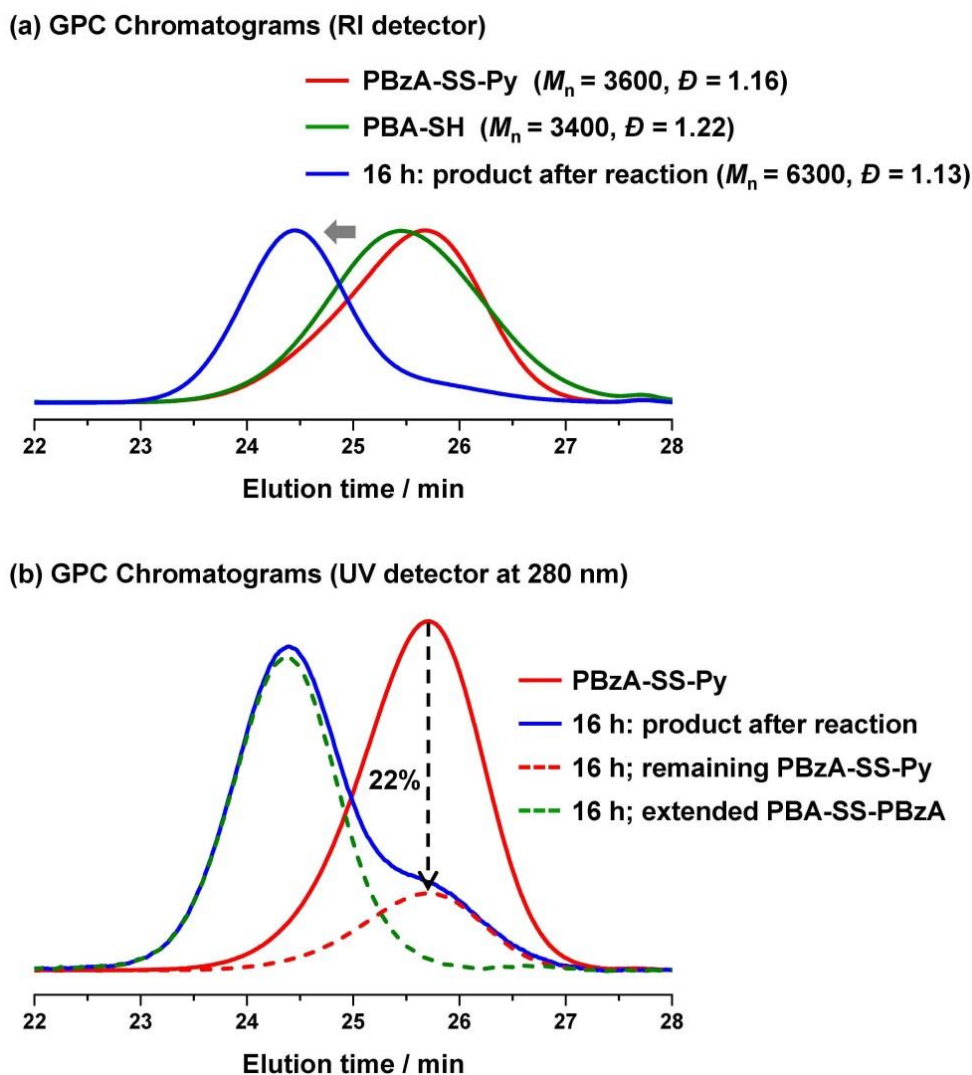 (a) GPC Chromatograms (RI detector)
PBzA-SS-Py (Mn = 3600, Đ = 1.16)
PBA-SH (Mn = 3400, Đ = 1.22)
16 h: product after reaction (Mn = 6300, Đ = 1.13)
22 23 24 25 26 27 28
Elution time / min
(b) GPC Chromatograms (UV detector at 280 nm)
PBzA-SS-Py
16 h: product after reaction
16 h; remaining PBzA-SS-Py
16 h; extended PBA-SS-PBzA
22%
22 23 24 25 26 27 28
Elution time / min